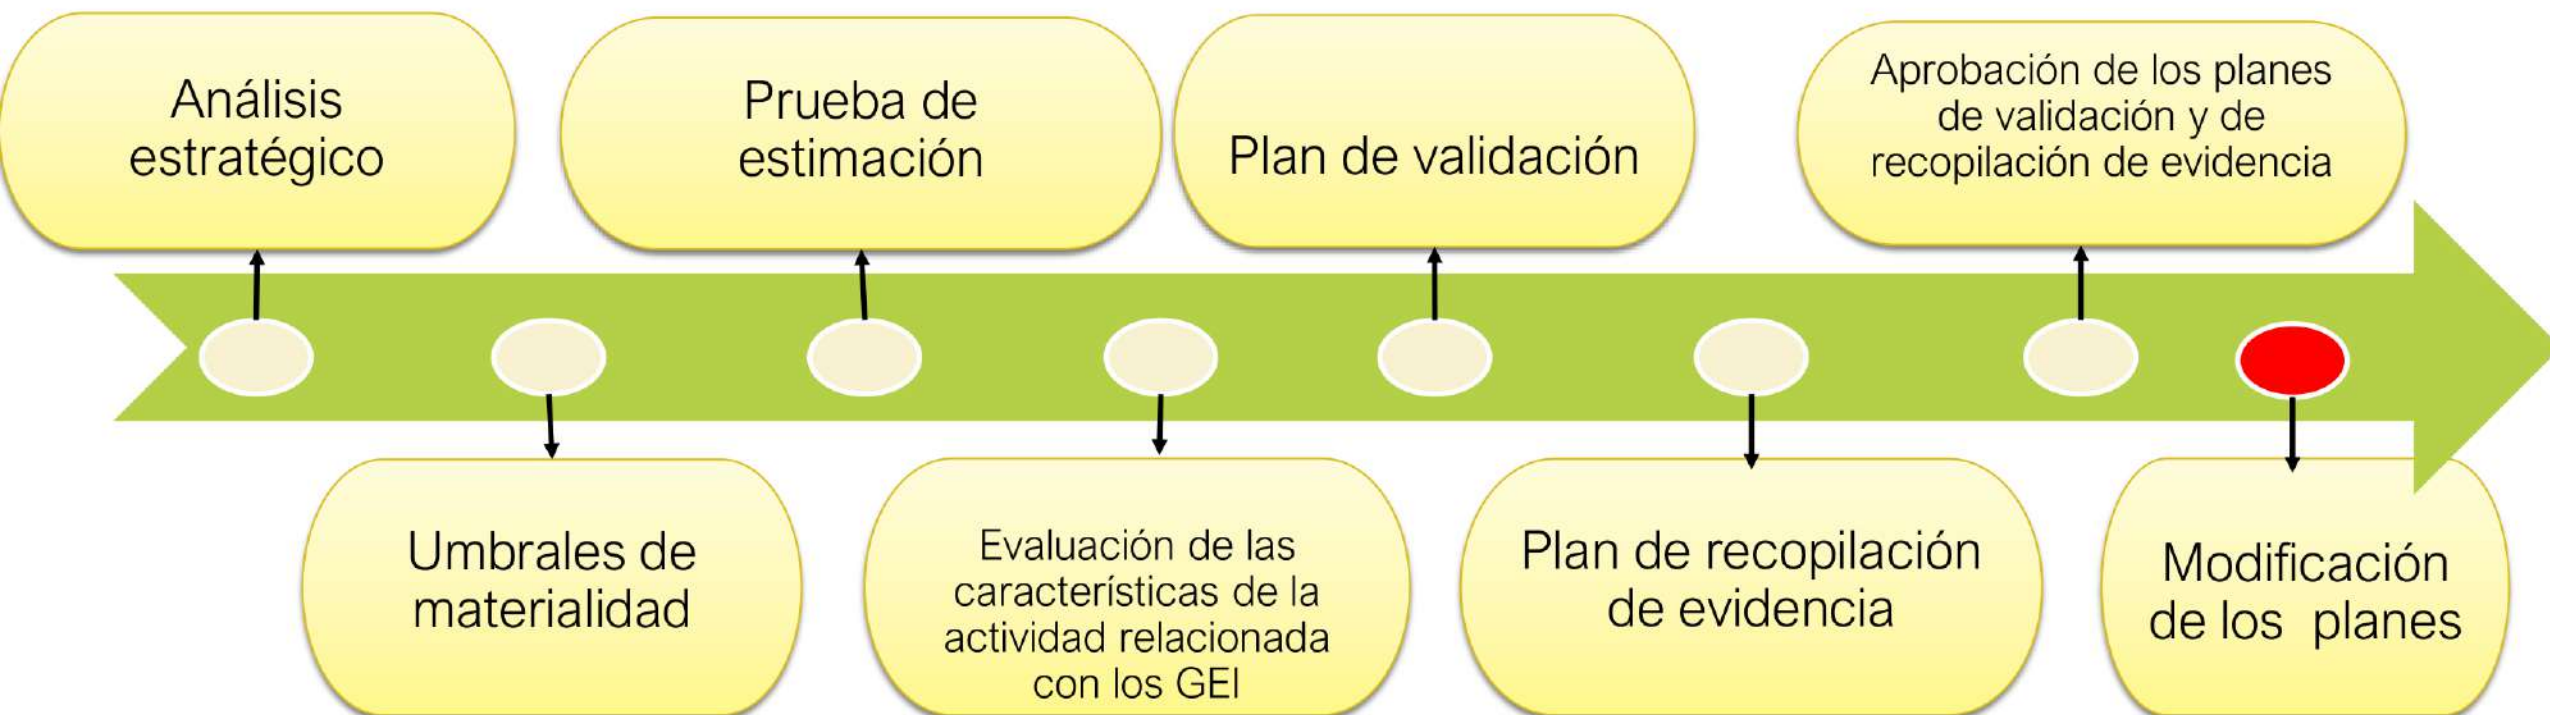 Análisis
estratégico
Prueba de
estimación
Plan de validación
Aprobación de los planes
de validación y de
recopilación de evidencia
Umbrales de
materialidad
Evaluación de las
características de la
actividad relacionada
con los GEI
Plan de recopilación
de evidencia
Modificación
de los planes